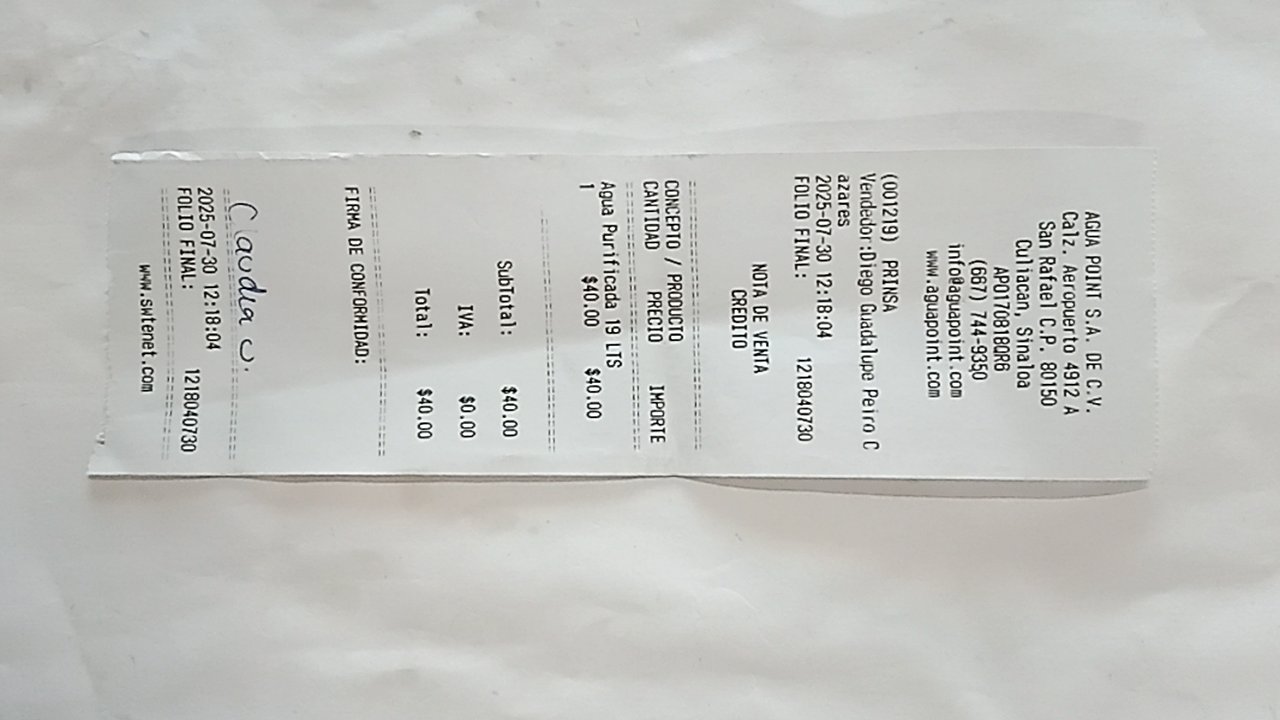 AGUA POINT S.A. DE C.V.
Calz. Aeropuerto 4912 A
San Rafael C.P. 80150
Culiacan, Sinaloa
APO170818QR6
(667) 744-9350
info@aguapoint.com
www.aguapoint.com
(001219) PRINSA
Vendedor:Diego Guadalupe Peiro C
azares
2025-07-30 12:18:04
FOLIO FINAL: 1218040730
NOTA DE VENTA
CREDITO
CONCEPTO / PRODUCTO
CANTIDAD PRECIO IMPORTE
Agua Purificada 19 LTS
1 $40.00 $40.00
SubTotal: $40.00
IVA: $0.00
Total: $40.00
FIRMA DE CONFORMIDAD:
Claudia V.
2025-07-30 12:18:04
FOLIO FINAL: 1218040730
www.swtenet.com